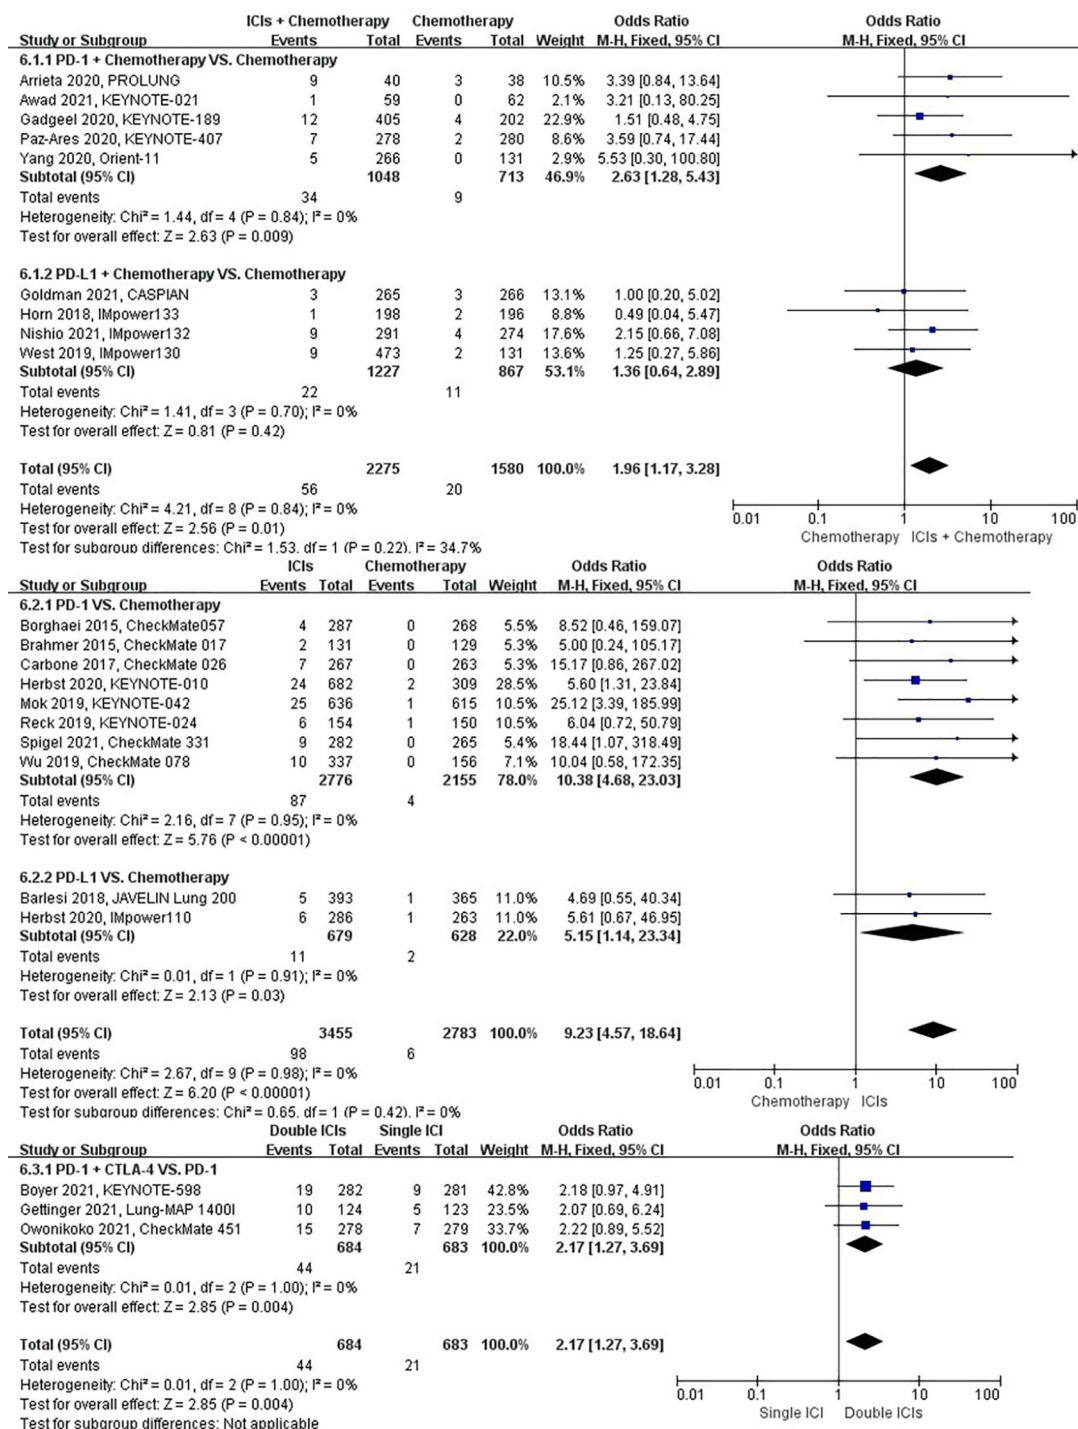 ICIs + Chemotherapy Chemotherapy Odds Ratio Odds Ratio
Study or Subgroup Events Total Events Total Weight M-H, Fixed, 95% CI M-H, Fixed, 95% CI
6.1.1 PD-1 + Chemotherapy VS. Chemotherapy
Arrieta 2020, PROLUNG 9 40 3 38 10.5% 3.39 [0.84, 13.64]
Awad 2021, KEYNOTE-021 1 59 0 62 2.1% 3.21 [0.13, 80.25]
Gadgeel 2020, KEYNOTE-189 12 405 4 202 22.9% 1.51 [0.48, 4.75]
Paz-Ares 2020, KEYNOTE-407 7 278 2 280 8.6% 3.59 [0.74, 17.44]
Yang 2020, Orient-11 5 266 0 131 2.9% 5.53 [0.30, 100.80]
Subtotal (95% CI) 1048 713 46.9% 2.63 [1.28, 5.43]
Total events 34 9
Heterogeneity: Chi² = 1.44, df = 4 (P = 0.84); I² = 0%
Test for overall effect: Z = 2.63 (P = 0.009)
6.1.2 PD-L1 + Chemotherapy VS. Chemotherapy
Goldman 2021, CASPIAN 3 265 3 266 13.1% 1.00 [0.20, 5.02]
Horn 2018, IMpower133 1 198 2 196 8.8% 0.49 [0.04, 5.47]
Nishio 2021, IMpower132 9 291 4 274 17.6% 2.15 [0.66, 7.08]
West 2019, IMpower130 9 473 2 131 13.6% 1.25 [0.27, 5.86]
Subtotal (95% CI) 1227 867 53.1% 1.36 [0.64, 2.89]
Total events 22 11
Heterogeneity: Chi² = 1.41, df = 3 (P = 0.70); I² = 0%
Test for overall effect: Z = 0.81 (P = 0.42)
Total (95% CI) 2275 1580 100.0% 1.96 [1.17, 3.28]
Total events 56 20
Heterogeneity: Chi² = 4.21, df = 8 (P = 0.84); I² = 0%
Test for overall effect: Z = 2.56 (P = 0.01)
Test for subgroup differences: Chi² = 1.53, df = 1 (P = 0.22), I² = 34.7%
0.01 0.1 1 10 100
Chemotherapy ICIs + Chemotherapy
ICIs Chemotherapy Odds Ratio Odds Ratio
Study or Subgroup Events Total Events Total Weight M-H, Fixed, 95% CI M-H, Fixed, 95% CI
6.2.1 PD-1 VS. Chemotherapy
Borghaei 2015, CheckMate057 4 287 0 268 5.5% 8.52 [0.46, 159.07]
Brahmer 2015, CheckMate 017 2 131 0 129 5.3% 5.00 [0.24, 105.17]
Carbone 2017, CheckMate 026 7 267 0 263 5.3% 15.17 [0.86, 267.02]
Herbst 2020, KEYNOTE-010 24 682 2 309 28.5% 5.60 [1.31, 23.84]
Mok 2019, KEYNOTE-042 25 636 1 615 10.5% 25.12 [3.39, 185.99]
Reck 2019, KEYNOTE-024 6 154 1 150 10.5% 6.04 [0.72, 50.79]
Spigel 2021, CheckMate 331 9 282 0 265 5.4% 18.44 [1.07, 318.49]
Wu 2019, CheckMate 078 10 337 0 156 7.1% 10.04 [0.58, 172.35]
Subtotal (95% CI) 2776 2155 78.0% 10.38 [4.68, 23.03]
Total events 87 4
Heterogeneity: Chi² = 2.16, df = 7 (P = 0.95); I² = 0%
Test for overall effect: Z = 5.76 (P < 0.00001)
6.2.2 PD-L1 VS. Chemotherapy
Barlesi 2018, JAVELIN Lung 200 5 393 1 365 11.0% 4.69 [0.55, 40.34]
Herbst 2020, IMpower110 6 286 1 263 11.0% 5.61 [0.67, 46.95]
Subtotal (95% CI) 679 628 22.0% 5.15 [1.14, 23.34]
Total events 11 2
Heterogeneity: Chi² = 0.01, df = 1 (P = 0.91); I² = 0%
Test for overall effect: Z = 2.13 (P = 0.03)
Total (95% CI) 3455 2783 100.0% 9.23 [4.57, 18.64]
Total events 98 6
Heterogeneity: Chi² = 2.67, df = 9 (P = 0.98); I² = 0%
Test for overall effect: Z = 6.20 (P < 0.00001)
Test for subgroup differences: Chi² = 0.65, df = 1 (P = 0.42), I² = 0%
0.01 0.1 1 10 100
Chemotherapy ICIs
Double ICIs Single ICI Odds Ratio Odds Ratio
Study or Subgroup Events Total Events Total Weight M-H, Fixed, 95% CI M-H, Fixed, 95% CI
6.3.1 PD-1 + CTLA-4 VS. PD-1
Boyer 2021, KEYNOTE-598 19 282 9 281 42.8% 2.18 [0.97, 4.91]
Gettinger 2021, Lung-MAP 1400I 10 124 5 123 23.5% 2.07 [0.69, 6.24]
Owonikoko 2021, CheckMate 451 15 278 7 279 33.7% 2.22 [0.89, 5.52]
Subtotal (95% CI) 684 683 100.0% 2.17 [1.27, 3.69]
Total events 44 21
Heterogeneity: Chi² = 0.01, df = 2 (P = 1.00); I² = 0%
Test for overall effect: Z = 2.85 (P = 0.004)
Total (95% CI) 684 683 100.0% 2.17 [1.27, 3.69]
Total events 44 21
Heterogeneity: Chi² = 0.01, df = 2 (P = 1.00); I² = 0%
Test for overall effect: Z = 2.85 (P = 0.004)
Test for subgroup differences: Not applicable
0.01 0.1 1 10 100
Single ICI Double ICIs